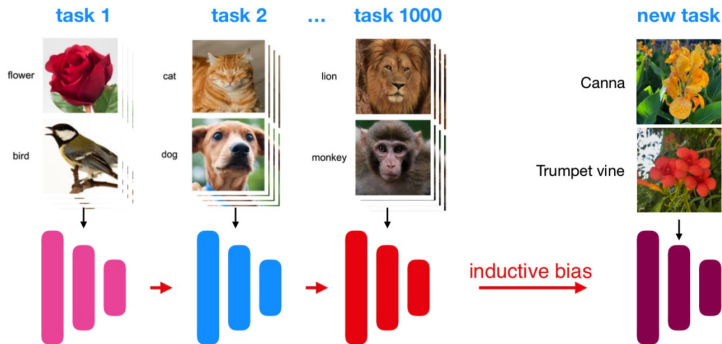 task 1
task 2
...
task 1000
new task
flower
cat
lion
Canna
bird
dog
monkey
Trumpet vine
inductive bias